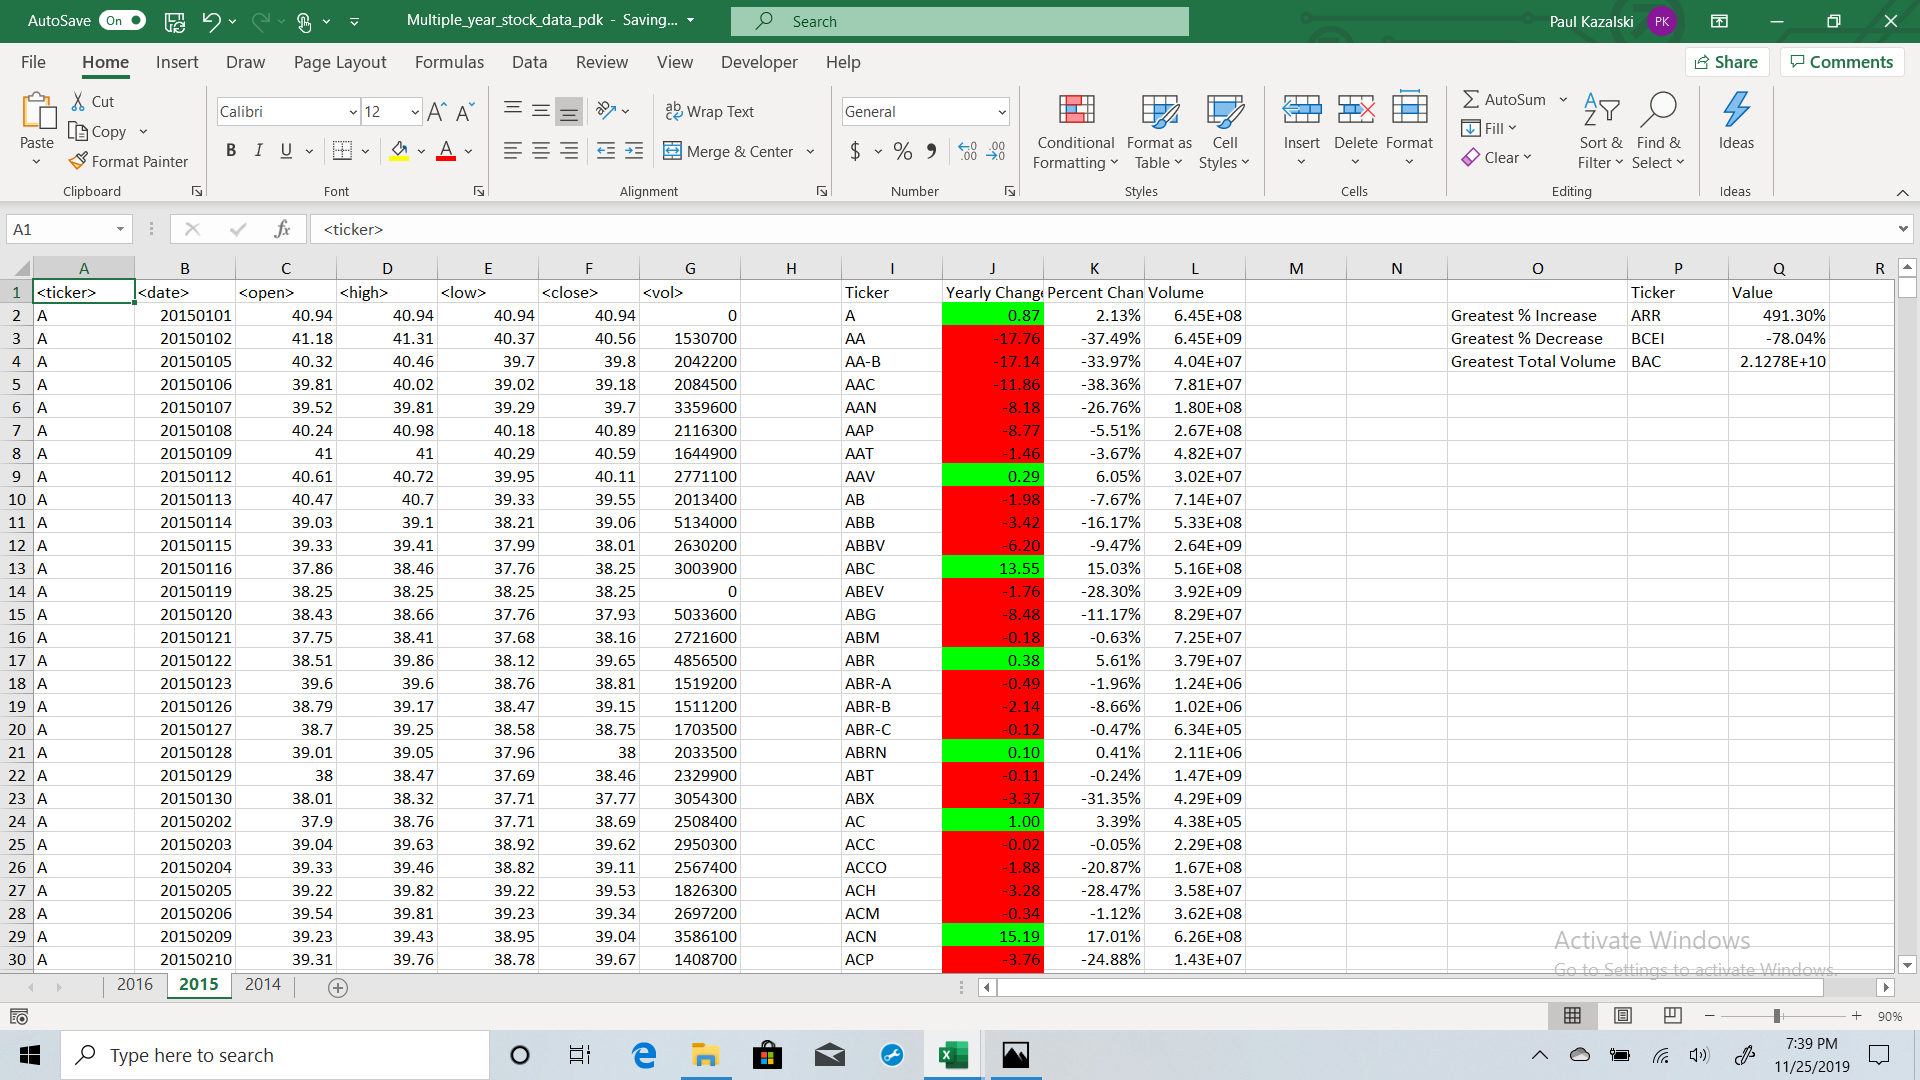 AutoSave On Multiple_year_stock_data_pdk - Saving... Search Paul Kazalski PK
File Home Insert Draw Page Layout Formulas Data Review View Developer Help Share Comments
Paste Cut Copy Format Painter Clipboard
Calibri 12 A A B I U A Font
ab Wrap Text Merge & Center Alignment
General $ % Number
Conditional Formatting Format as Table Cell Styles Styles
Insert Delete Format Cells
AutoSum Fill Clear Sort & Filter Find & Select Editing
Ideas Ideas
A1 fx <ticker>
A B C D E F G H I J K L M N O P Q R
1 <ticker> <date> <open> <high> <low> <close> <vol> Ticker Yearly Change Percent Chan Volume Ticker Value
2 A 20150101 40.94 40.94 40.94 40.94 0 A 0.87 2.13% 6.45E+08 Greatest % Increase ARR 491.30%
3 A 20150102 41.18 41.31 40.37 40.56 1530700 AA -17.76 -37.49% 6.45E+09 Greatest % Decrease BCEI -78.04%
4 A 20150105 40.32 40.46 39.7 39.8 2042200 AA-B -17.14 -33.97% 4.04E+07 Greatest Total Volume BAC 2.1278E+10
5 A 20150106 39.81 40.02 39.02 39.18 2084500 AAC -11.86 -38.36% 7.81E+07
6 A 20150107 39.52 39.81 39.29 39.7 3359600 AAN -8.18 -26.76% 1.80E+08
7 A 20150108 40.24 40.98 40.18 40.89 2116300 AAP -8.77 -5.51% 2.67E+08
8 A 20150109 41 41 40.29 40.59 1644900 AAT -1.46 -3.67% 4.82E+07
9 A 20150112 40.61 40.72 39.95 40.11 2771100 AAV 0.29 6.05% 3.02E+07
10 A 20150113 40.47 40.7 39.33 39.55 2013400 AB -1.98 -7.67% 7.14E+07
11 A 20150114 39.03 39.1 38.21 39.06 5134000 ABB -3.42 -16.17% 5.33E+08
12 A 20150115 39.33 39.41 37.99 38.01 2630200 ABBV -6.20 -9.47% 2.64E+09
13 A 20150116 37.86 38.46 37.76 38.25 3003900 ABC 13.55 15.03% 5.16E+08
14 A 20150119 38.25 38.25 38.25 38.25 0 ABEV -1.76 -28.30% 3.92E+09
15 A 20150120 38.43 38.66 37.76 37.93 5033600 ABG -8.48 -11.17% 8.29E+07
16 A 20150121 37.75 38.41 37.68 38.16 2721600 ABM -0.18 -0.63% 7.25E+07
17 A 20150122 38.51 39.86 38.12 39.65 4856500 ABR 0.38 5.61% 3.79E+07
18 A 20150123 39.6 39.6 38.76 38.81 1519200 ABR-A -0.49 -1.96% 1.24E+06
19 A 20150126 38.79 39.17 38.47 39.15 1511200 ABR-B -2.14 -8.66% 1.02E+06
20 A 20150127 38.7 39.25 38.58 38.75 1703500 ABR-C -0.12 -0.47% 6.34E+05
21 A 20150128 39.01 39.05 37.96 38 2033500 ABRN 0.10 0.41% 2.11E+06
22 A 20150129 38 38.47 37.69 38.46 2329900 ABT -0.11 -0.24% 1.47E+09
23 A 20150130 38.01 38.32 37.71 37.77 3054300 ABX -3.37 -31.35% 4.29E+09
24 A 20150202 37.9 38.76 37.71 38.69 2508400 AC 1.00 3.39% 4.38E+05
25 A 20150203 39.04 39.63 38.92 39.62 2950300 ACC -0.02 -0.05% 2.29E+08
26 A 20150204 39.33 39.46 38.82 39.11 2567400 ACCO -1.88 -20.87% 1.67E+08
27 A 20150205 39.22 39.82 39.22 39.53 1826300 ACH -3.28 -28.47% 3.58E+07
28 A 20150206 39.54 39.81 39.23 39.34 2697200 ACM -0.34 -1.12% 3.62E+08
29 A 20150209 39.23 39.43 38.95 39.04 3586100 ACN 15.19 17.01% 6.26E+08
30 A 20150210 39.31 39.76 38.78 39.67 1408700 ACP -3.76 -24.88% 1.43E+07
Activate Windows
Go to Settings to activate Windows.
2016 2015 2014
90%
Type here to search
7:39 PM
11/25/2019